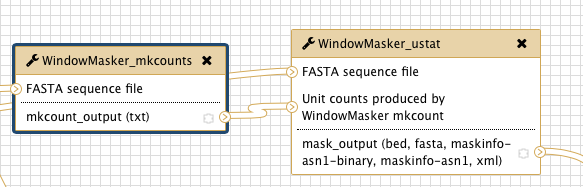 WindowMasker_mkcounts
FASTA sequence file
mkcount_output (txt)
WindowMasker_ustat
FASTA sequence file
Unit counts produced by
WindowMasker mkcount
mask_output (bed, fasta, maskinfo-
asn1-binary, maskinfo-asn1, xml)